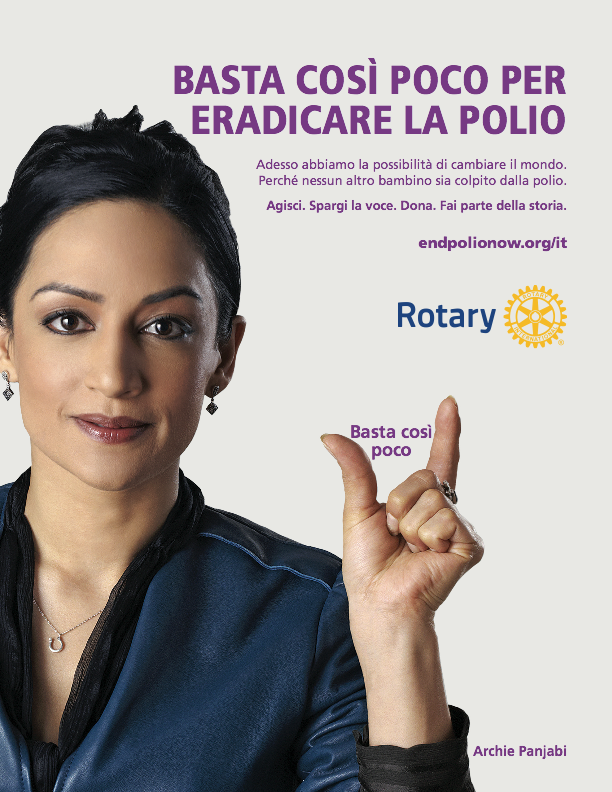 BASTA COSÌ POCO PER
ERADICARE LA POLIO
Adesso abbiamo la possibilità di cambiare il mondo.
Perché nessun altro bambino sia colpito dalla polio.
Agisci. Spargi la voce. Dona. Fai parte della storia.
endpolionow.org/it
Rotary
ROTARY
INTERNATIONAL
®
Basta così
poco
Archie Panjabi